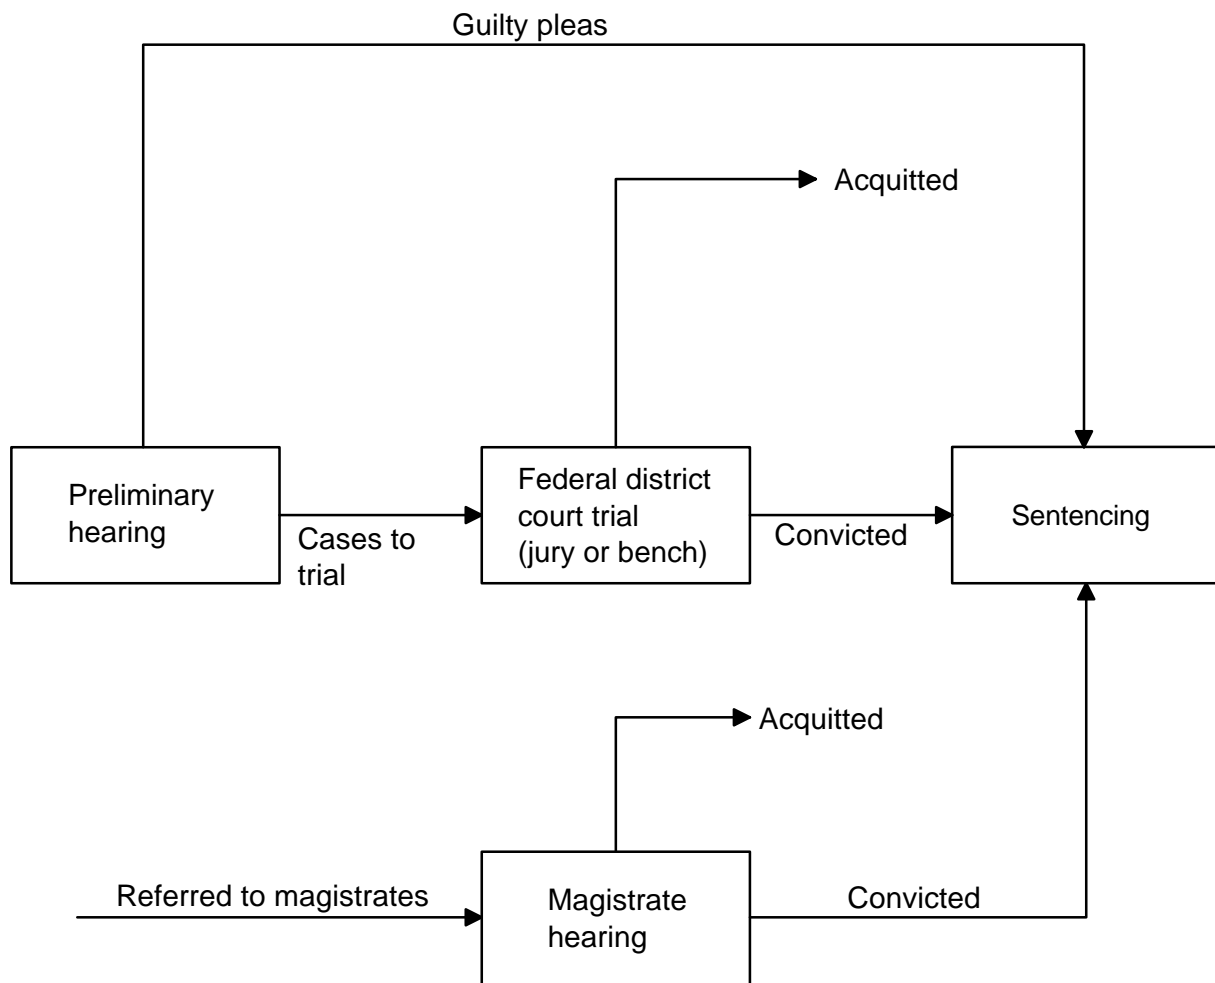 Guilty pleas
Acquitted
Preliminary
hearing
Cases to
trial
Federal district
court trial
(jury or bench)
Convicted
Sentencing
Acquitted
Referred to magistrates
Magistrate
hearing
Convicted